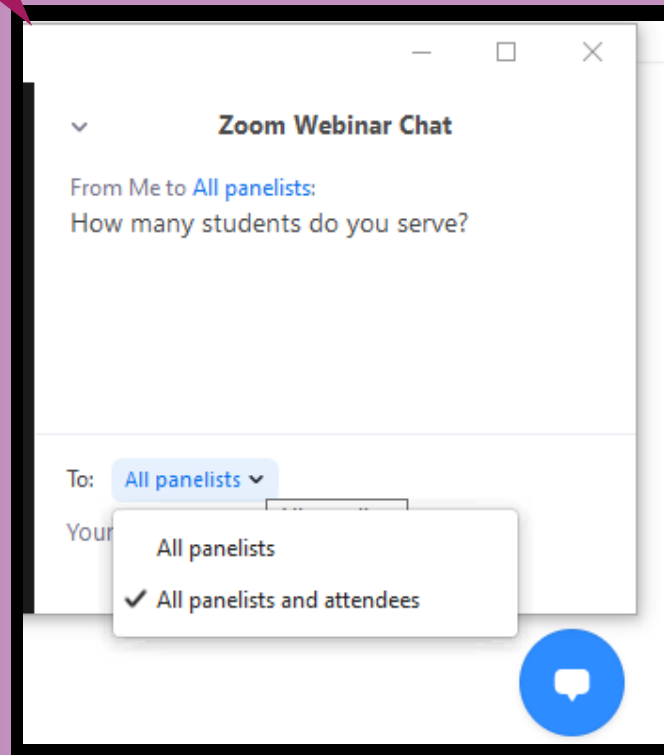 Zoom Webinar Chat
From Me to All panelists:
How many students do you serve?
To: All panelists
Your
All panelists
All panelists and attendees